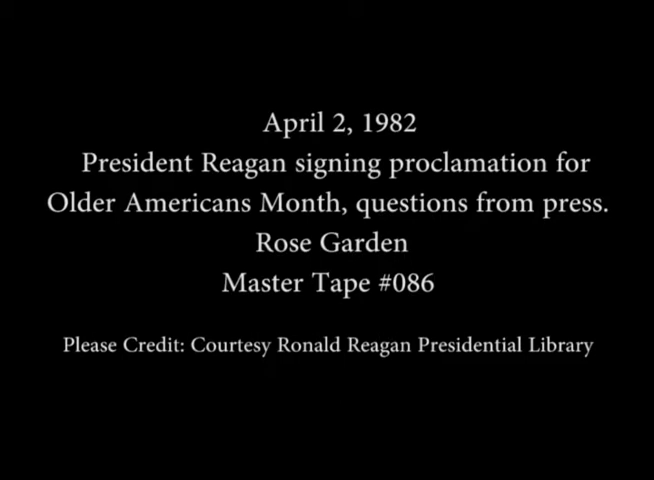 April 2, 1982
President Reagan signing proclamation for
Older Americans Month, questions from press.
Rose Garden
Master Tape #086
Please Credit: Courtesy Ronald Reagan Presidential Library